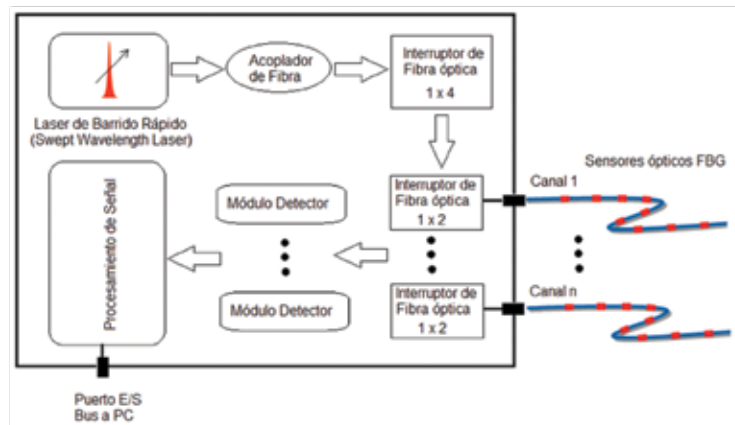 Laser de Barrido Rápido
(Swept Wavelength Laser)
Acoplador
de Fibra
Interruptor de
Fibra óptica
1 x 4
Interruptor de
Fibra óptica
1 x 2
Canal 1
Sensores ópticos FBG
Módulo Detector
Procesamiento de Señal
Módulo Detector
Interruptor de
Fibra óptica
1 x 2
Canal n
Puerto E/S
Bus a PC